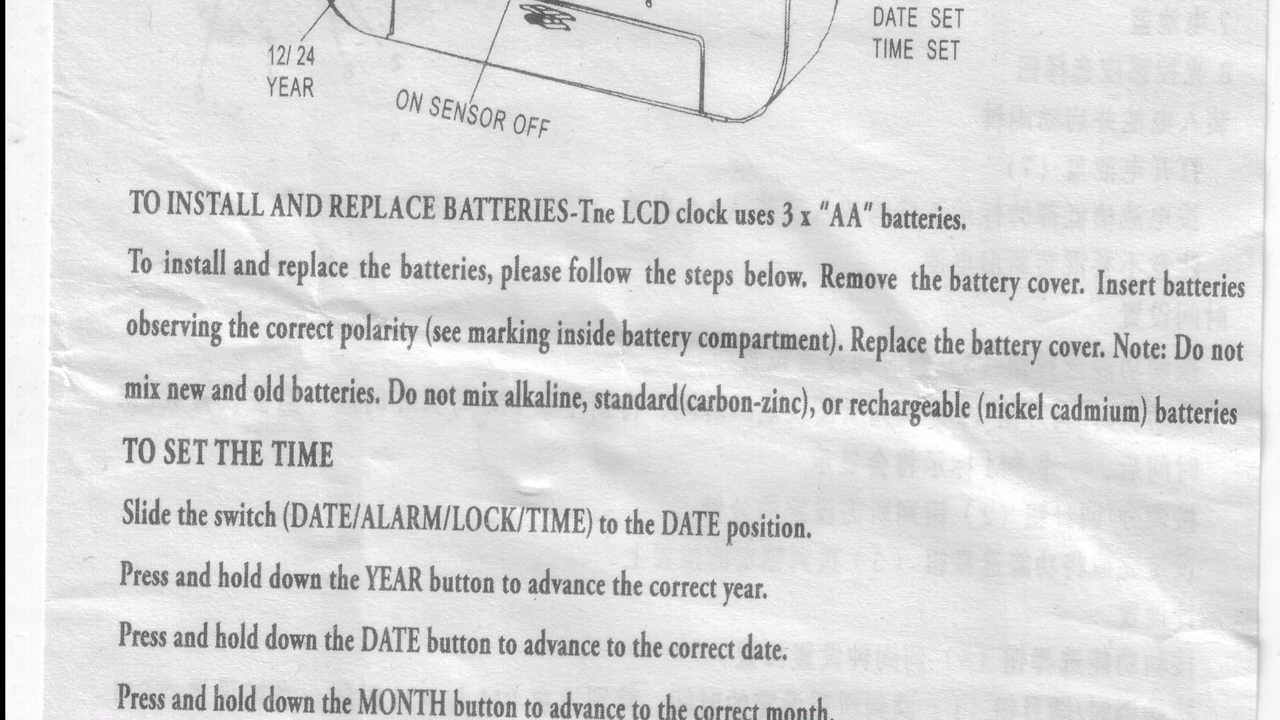 DATE SET
TIME SET
12/ 24
YEAR
ON SENSOR OFF
TO INSTALL AND REPLACE BATTERIES-Tne LCD clock uses 3 x "AA" batteries.
To install and replace the batteries, please follow the steps below. Remove the battery cover. Insert batteries
observing the correct polarity (see marking inside battery compartment). Replace the battery cover. Note: Do not
mix new and old batteries. Do not mix alkaline, standard(carbon-zinc), or rechargeable (nickel cadmium) batteries
TO SET THE TIME
Slide the switch (DATE/ALARM/LOCK/TIME) to the DATE position.
Press and hold down the YEAR button to advance the correct year.
Press and hold down the DATE button to advance to the correct date.
Press and hold down the MONTH button to advance to the correct month.